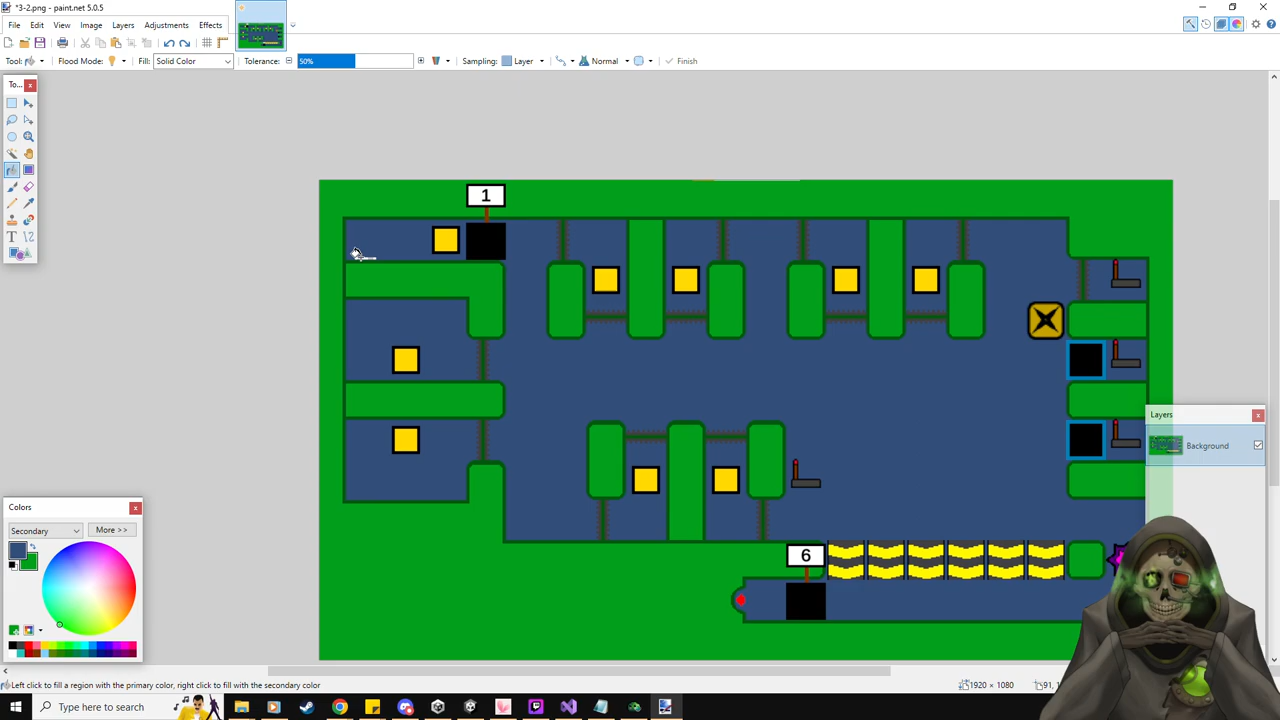 *3-2.png - paint.net 5.0.5
File Edit View Image Layers Adjustments Effects
Tool: Flood Mode: Fill: Solid Color Tolerance: 50% Sampling: Layer Normal Finish
To...
1
6
Layers
Background
Colors
Secondary More >>
Left click to fill a region with the primary color, right click to fill with the secondary color
1920 × 1080
91,
Type here to search